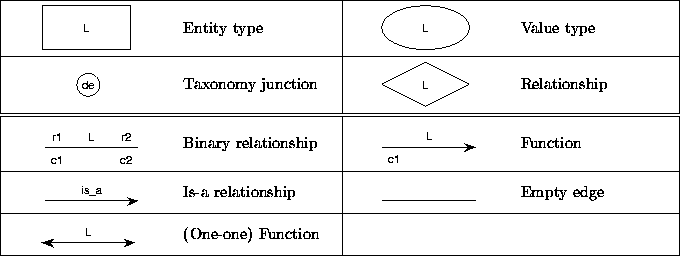 L Entity type L Value type
de Taxonomy junction L Relationship
r1 L r2
Binary relationship
c1 c2
L
Function
c1
is_a
Is-a relationship Empty edge
L
(One-one) Function